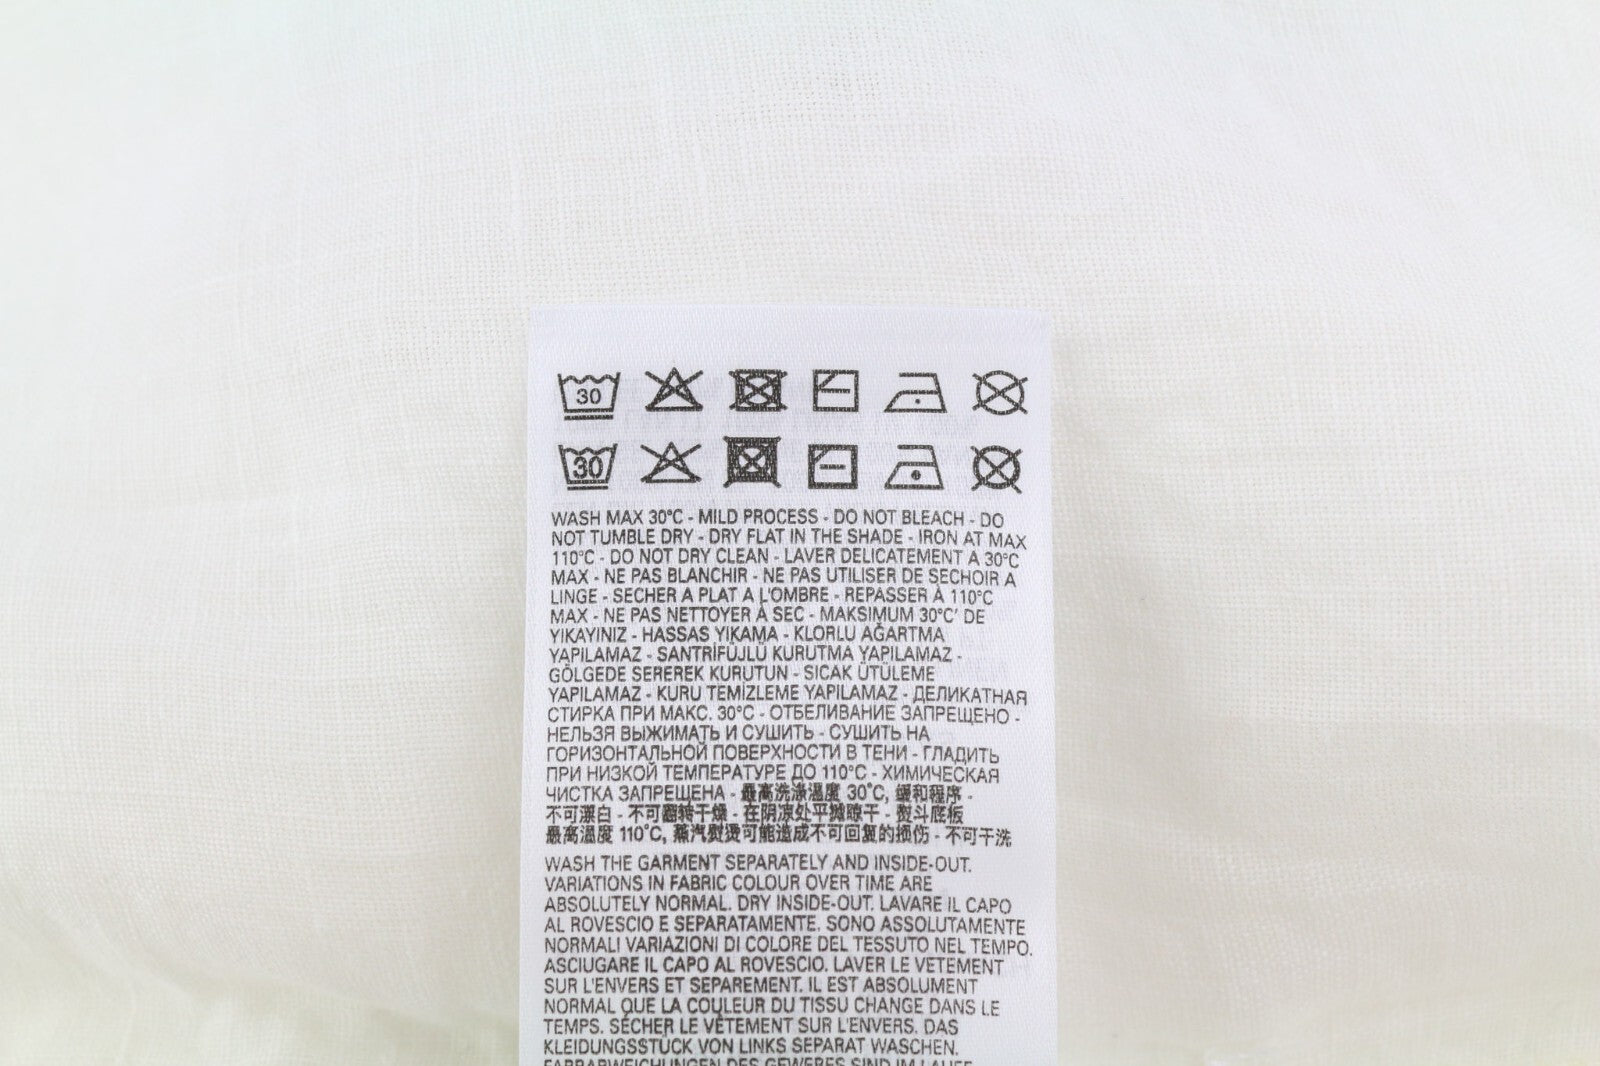 30
30
WASH MAX 30°C - MILD PROCESS - DO NOT BLEACH - DO
NOT TUMBLE DRY - DRY FLAT IN THE SHADE - IRON AT MAX
110°C - DO NOT DRY CLEAN - LAVER DELICATEMENT A 30°C
MAX - NE PAS BLANCHIR - NE PAS UTILISER DE SECHOIR A
LINGE - SECHER A PLAT A L'OMBRE - REPASSER À 110°C
MAX - NE PAS NETTOYER À SEC - MAKSIMUM 30°C' DE
YIKAYINIZ - HASSAS YIKAMA - KLORLU AĞARTMA
YAPILAMAZ - SANTRİFÜJLÜ KURUTMA YAPILAMAZ -
GÖLGEDE SEREREK KURUTUN - SICAK ÜTÜLEME
YAPILAMAZ - KURU TEMİZLEME YAPILAMAZ - ДЕЛИКАТНАЯ
СТИРКА ПРИ МАКС. 30°C - ОТБЕЛИВАНИЕ ЗАПРЕЩЕНО -
НЕЛЬЗЯ ВЫЖИМАТЬ И СУШИТЬ - СУШИТЬ НА
ГОРИЗОНТАЛЬНОЙ ПОВЕРХНОСТИ В ТЕНИ - ГЛАДИТЬ
ПРИ НИЗКОЙ ТЕМПЕРАТУРЕ ДО 110°C - ХИМИЧЕСКАЯ
ЧИСТКА ЗАПРЕЩЕНА - 最高洗涤温度 30°C, 缓和程序 -
不可漂白 - 不可翻转干燥 - 在阴凉处平摊晾干 - 熨斗底板
最高温度 110°C, 蒸汽熨烫可能造成不可回复的损伤 - 不可干洗
WASH THE GARMENT SEPARATELY AND INSIDE-OUT.
VARIATIONS IN FABRIC COLOUR OVER TIME ARE
ABSOLUTELY NORMAL. DRY INSIDE-OUT. LAVARE IL CAPO
AL ROVESCIO E SEPARATAMENTE. SONO ASSOLUTAMENTE
NORMALI VARIAZIONI DI COLORE DEL TESSUTO NEL TEMPO.
ASCIUGARE IL CAPO AL ROVESCIO. LAVER LE VETEMENT
SUR L'ENVERS ET SEPAREMENT. IL EST ABSOLUMENT
NORMAL QUE LA COULEUR DU TISSU CHANGE DANS LE
TEMPS. SÉCHER LE VÊTEMENT SUR L'ENVERS. DAS
KLEIDUNGSSTÜCK VON LINKS SEPARAT WASCHEN.
FARBABWEICHUNGEN DES GEWEBES SIND IM LAUFE